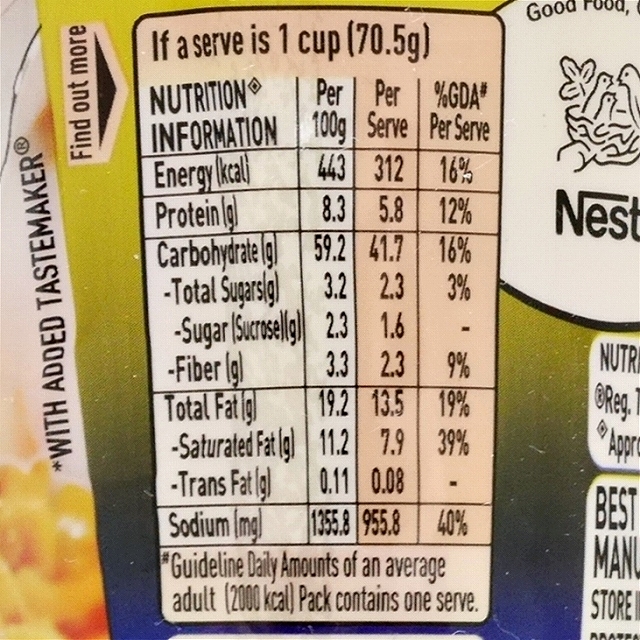 If a serve is 1 cup (70.5g)
NUTRITION◈ INFORMATION Per 100g Per Serve %GDA# Per Serve
Energy (kcal) 443 312 16%
Protein (g) 8.3 5.8 12%
Carbohydrate (g) 59.2 41.7 16%
-Total Sugars(g) 3.2 2.3 3%
-Sugar (Sucrose)(g) 2.3 1.6 -
-Fiber (g) 3.3 2.3 9%
Total Fat (g) 19.2 13.5 19%
-Saturated Fat (g) 11.2 7.9 39%
-Trans Fat (g) 0.11 0.08 -
Sodium (mg) 1355.8 955.8 40%
#Guideline Daily Amounts of an average
adult (2000 kcal) Pack contains one serve.
Find out more
*WITH ADDED TASTEMAKER®
Good Food,
Nest
NUTR
®Reg. T
◈Appro
BEST
MANU
STORE